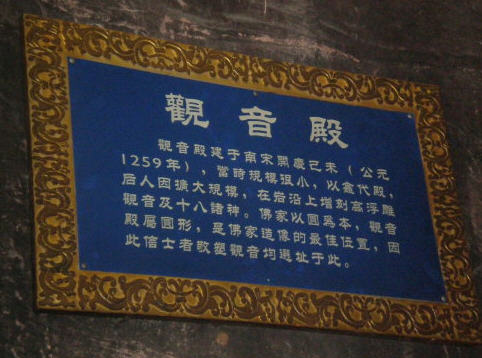 觀音殿
觀音殿建于南宋開慶己未(公元
1259年),當時規模很小,以龕代殿,
后人因擴大規模,在岩沿上增刻高浮雕
觀音及十八諸神。佛家以圓爲本,觀音
殿屬圓形,是佛家造像的最佳位置,因
此信士者敬塑觀音均選址于此。